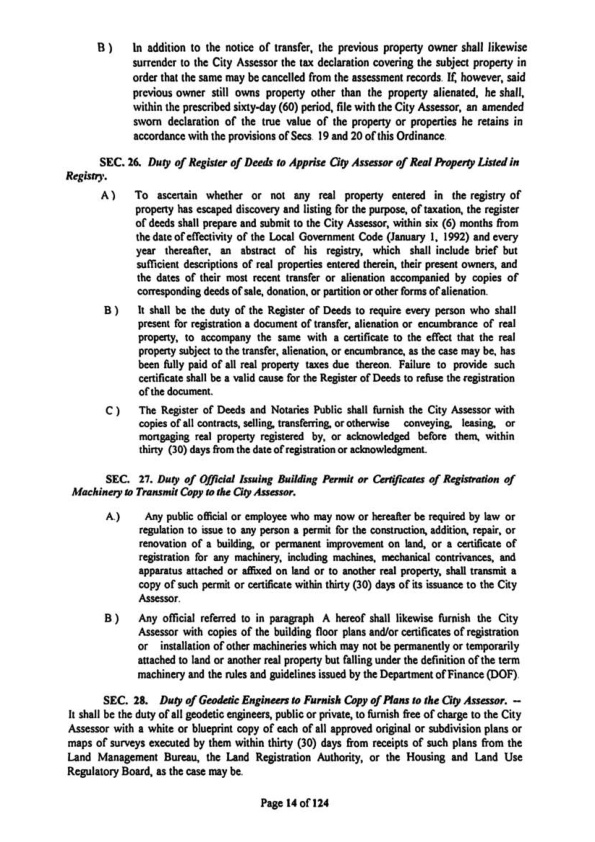 B ) In addition to the notice of transfer, the previous property owner shall likewise
surrender to the City Assessor the tax declaration covering the subject property in
order that the same may be cancelled from the assessment records. If, however, said
previous owner still owns property other than the property alienated, he shall,
within the prescribed sixty-day (60) period, file with the City Assessor, an amended
sworn declaration of the true value of the property or properties he retains in
accordance with the provisions of Secs. 19 and 20 of this Ordinance.
SEC. 26. Duty of Register of Deeds to Apprise City Assessor of Real Property Listed in
Registry.
A ) To ascertain whether or not any real property entered in the registry of
property has escaped discovery and listing for the purpose, of taxation, the register
of deeds shall prepare and submit to the City Assessor, within six (6) months from
the date of effectivity of the Local Government Code (January 1, 1992) and every
year thereafter, an abstract of his registry, which shall include brief but
sufficient descriptions of real properties entered therein, their present owners, and
the dates of their most recent transfer or alienation accompanied by copies of
corresponding deeds of sale, donation, or partition or other forms of alienation.
B ) It shall be the duty of the Register of Deeds to require every person who shall
present for registration a document of transfer, alienation or encumbrance of real
property, to accompany the same with a certificate to the effect that the real
property subject to the transfer, alienation, or encumbrance, as the case may be, has
been fully paid of all real property taxes due thereon. Failure to provide such
certificate shall be a valid cause for the Register of Deeds to refuse the registration
of the document.
C ) The Register of Deeds and Notaries Public shall furnish the City Assessor with
copies of all contracts, selling, transferring, or otherwise conveying, leasing, or
mortgaging real property registered by, or acknowledged before them, within
thirty (30) days from the date of registration or acknowledgment.
SEC. 27. Duty of Official Issuing Building Permit or Certificates of Registration of
Machinery to Transmit Copy to the City Assessor.
A.) Any public official or employee who may now or hereafter be required by law or
regulation to issue to any person a permit for the construction, addition, repair, or
renovation of a building, or permanent improvement on land, or a certificate of
registration for any machinery, including machines, mechanical contrivances, and
apparatus attached or affixed on land or to another real property, shall transmit a
copy of such permit or certificate within thirty (30) days of its issuance to the City
Assessor.
B ) Any official referred to in paragraph A hereof shall likewise furnish the City
Assessor with copies of the building floor plans and/or certificates of registration
or installation of other machineries which may not be permanently or temporarily
attached to land or another real property but falling under the definition of the term
machinery and the rules and guidelines issued by the Department of Finance (DOF).
SEC. 28. Duty of Geodetic Engineers to Furnish Copy of Plans to the City Assessor. --
It shall be the duty of all geodetic engineers, public or private, to furnish free of charge to the City
Assessor with a white or blueprint copy of each of all approved original or subdivision plans or
maps of surveys executed by them within thirty (30) days from receipts of such plans from the
Land Management Bureau, the Land Registration Authority, or the Housing and Land Use
Regulatory Board, as the case may be.
Page 14 of 124